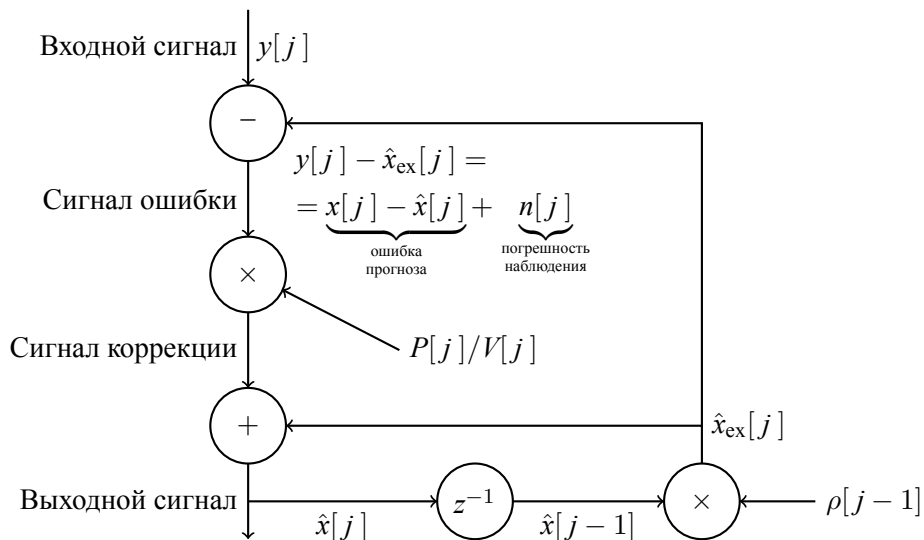 Входной сигнал y[j]
−
y[j] − x̂ₑₓ[j] =
Сигнал ошибки = x[j] − x̂[j] + n[j]
ошибка погрешность
прогноза наблюдения
×
Сигнал коррекции P[j]/V[j]
+ x̂ₑₓ[j]
Выходной сигнал z⁻¹ × ρ[j − 1]
x̂[j] x̂[j − 1]